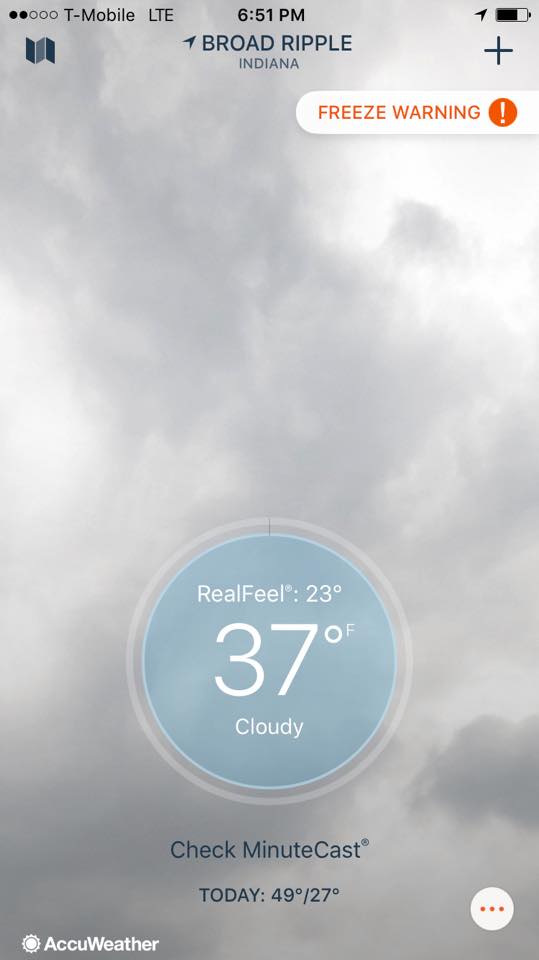 T-Mobile LTE 6:51 PM
BROAD RIPPLE
INDIANA
FREEZE WARNING !
RealFeel®: 23°
37°F
Cloudy
Check MinuteCast®
TODAY: 49°/27°
AccuWeather